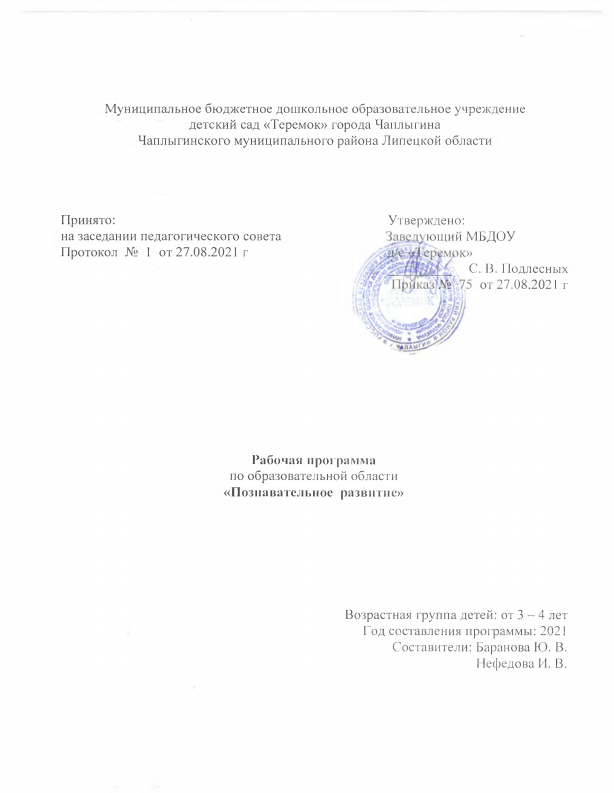 Муниципальное бюджетное дошкольное образовательное учреждение
детский сад «Теремок» города Чаплыгина
Чаплыгинского муниципального района Липецкой области
Принято:
на заседании педагогического совета
Протокол № 1 от 27.08.2021 г
Утверждено:
Заведующий МБДОУ
д/с «Теремок»
С. В. Подлесных
Приказ № 75 от 27.08.2021 г
Рабочая программа
по образовательной области
«Познавательное развитие»
Возрастная группа детей: от 3 – 4 лет
Год составления программы: 2021
Составители: Баранова Ю. В.
Нефедова И. В.